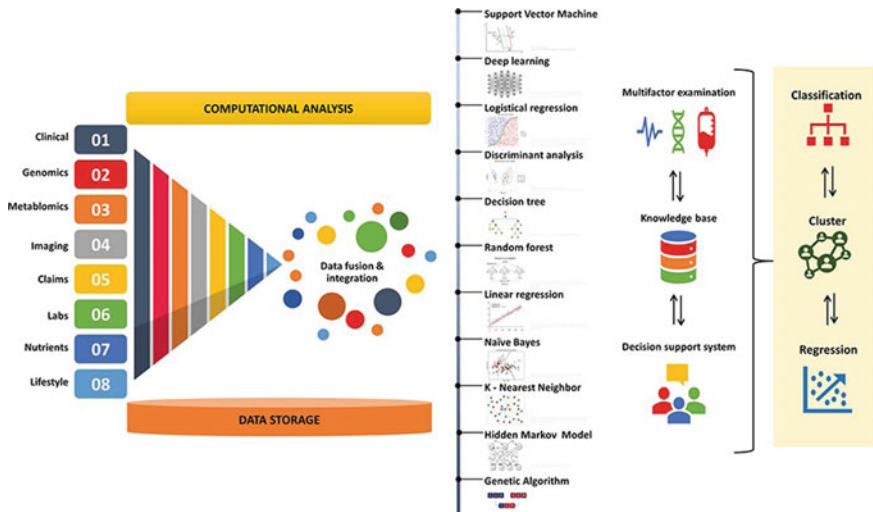 COMPUTATIONAL ANALYSIS
Clinical 01
Genomics 02
Metablomics 03
Imaging 04
Claims 05
Labs 06
Nutrients 07
Lifestyle 08
Data fusion &
integration
DATA STORAGE
Support Vector Machine
Deep learning
Logistical regression
Discriminant analysis
Decision tree
Random forest
Linear regression
Naïve Bayes
K - Nearest Neighbor
Hidden Markov Model
Genetic Algorithm
Multifactor examination
Knowledge base
Decision support system
Classification
Cluster
Regression